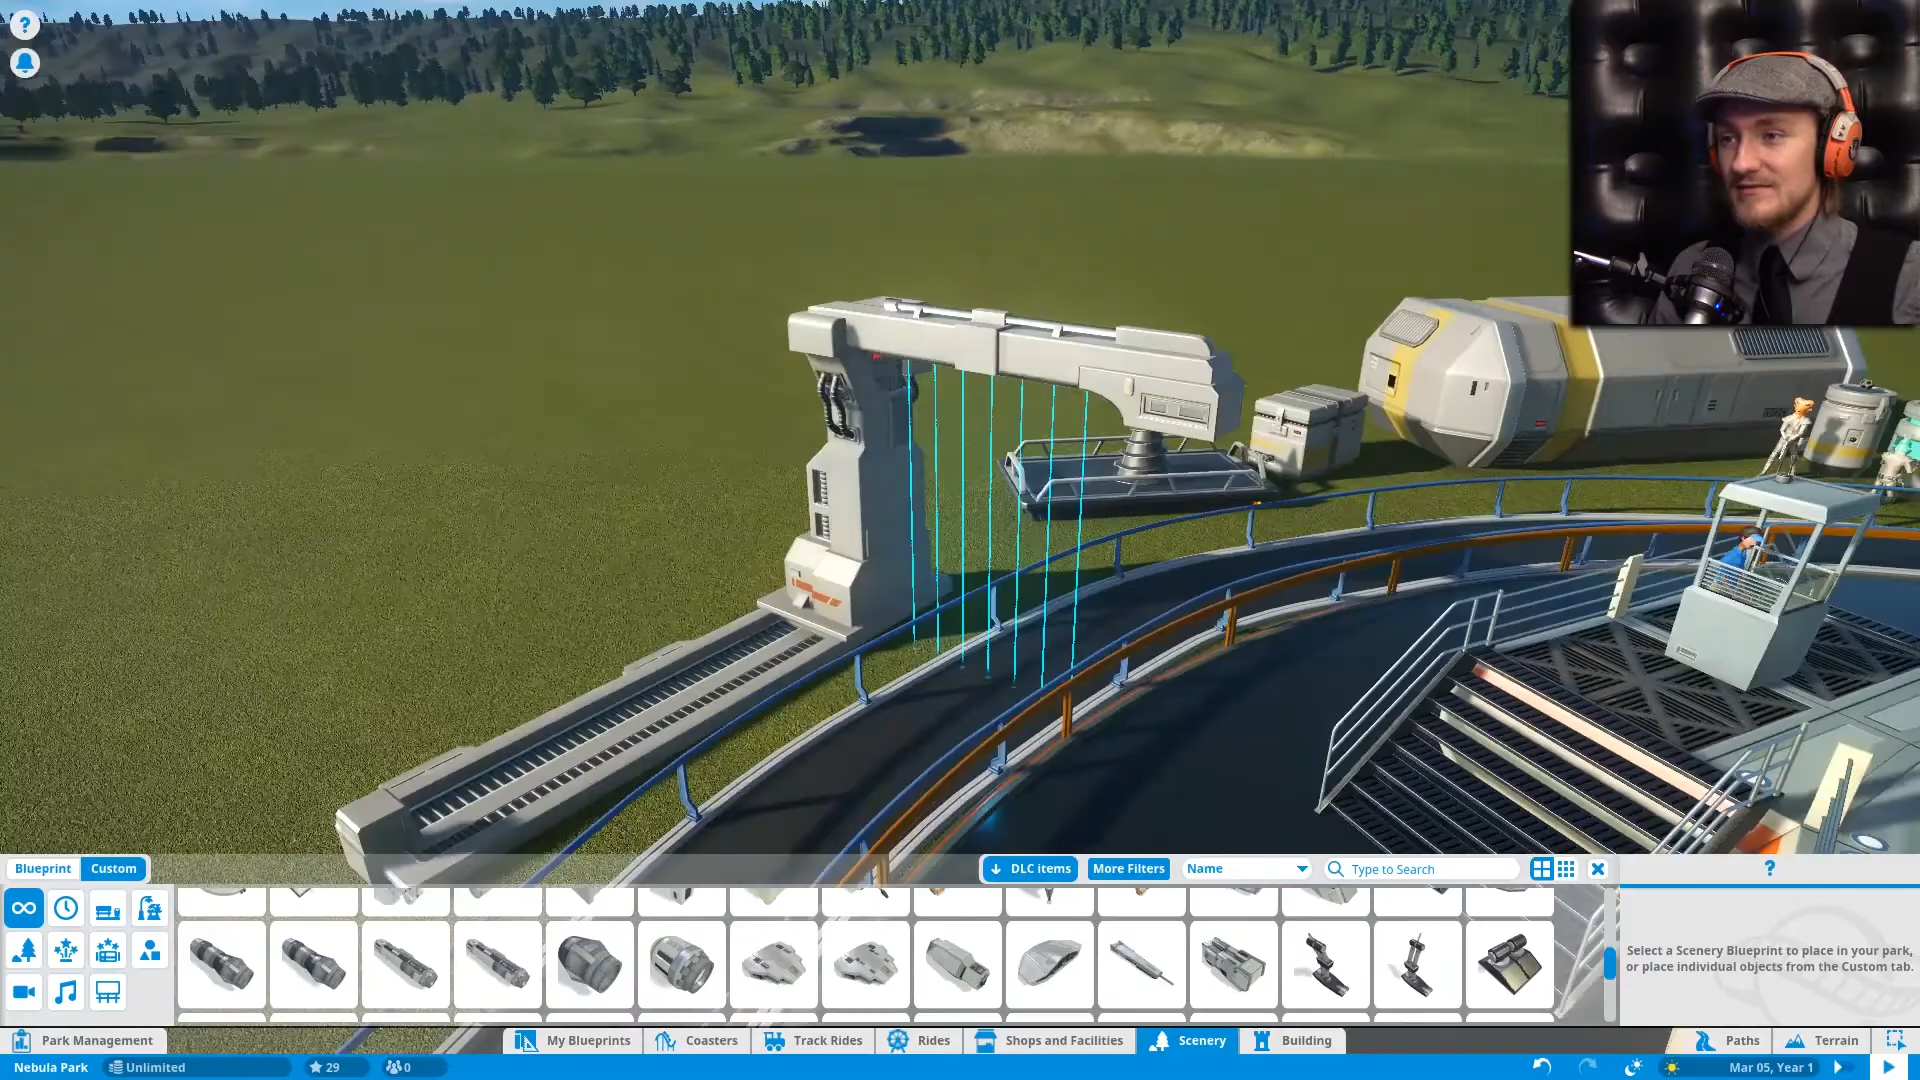 ?
Blueprint
Custom
DLC items
More Filters
Name
Type to Search
?
Select a Scenery Blueprint to place in your park,
or place individual objects from the Custom tab.
Park Management
My Blueprints
Coasters
Track Rides
Rides
Shops and Facilities
Scenery
Building
Paths
Terrain
Nebula Park
Unlimited
29
0
Mar 05, Year 1